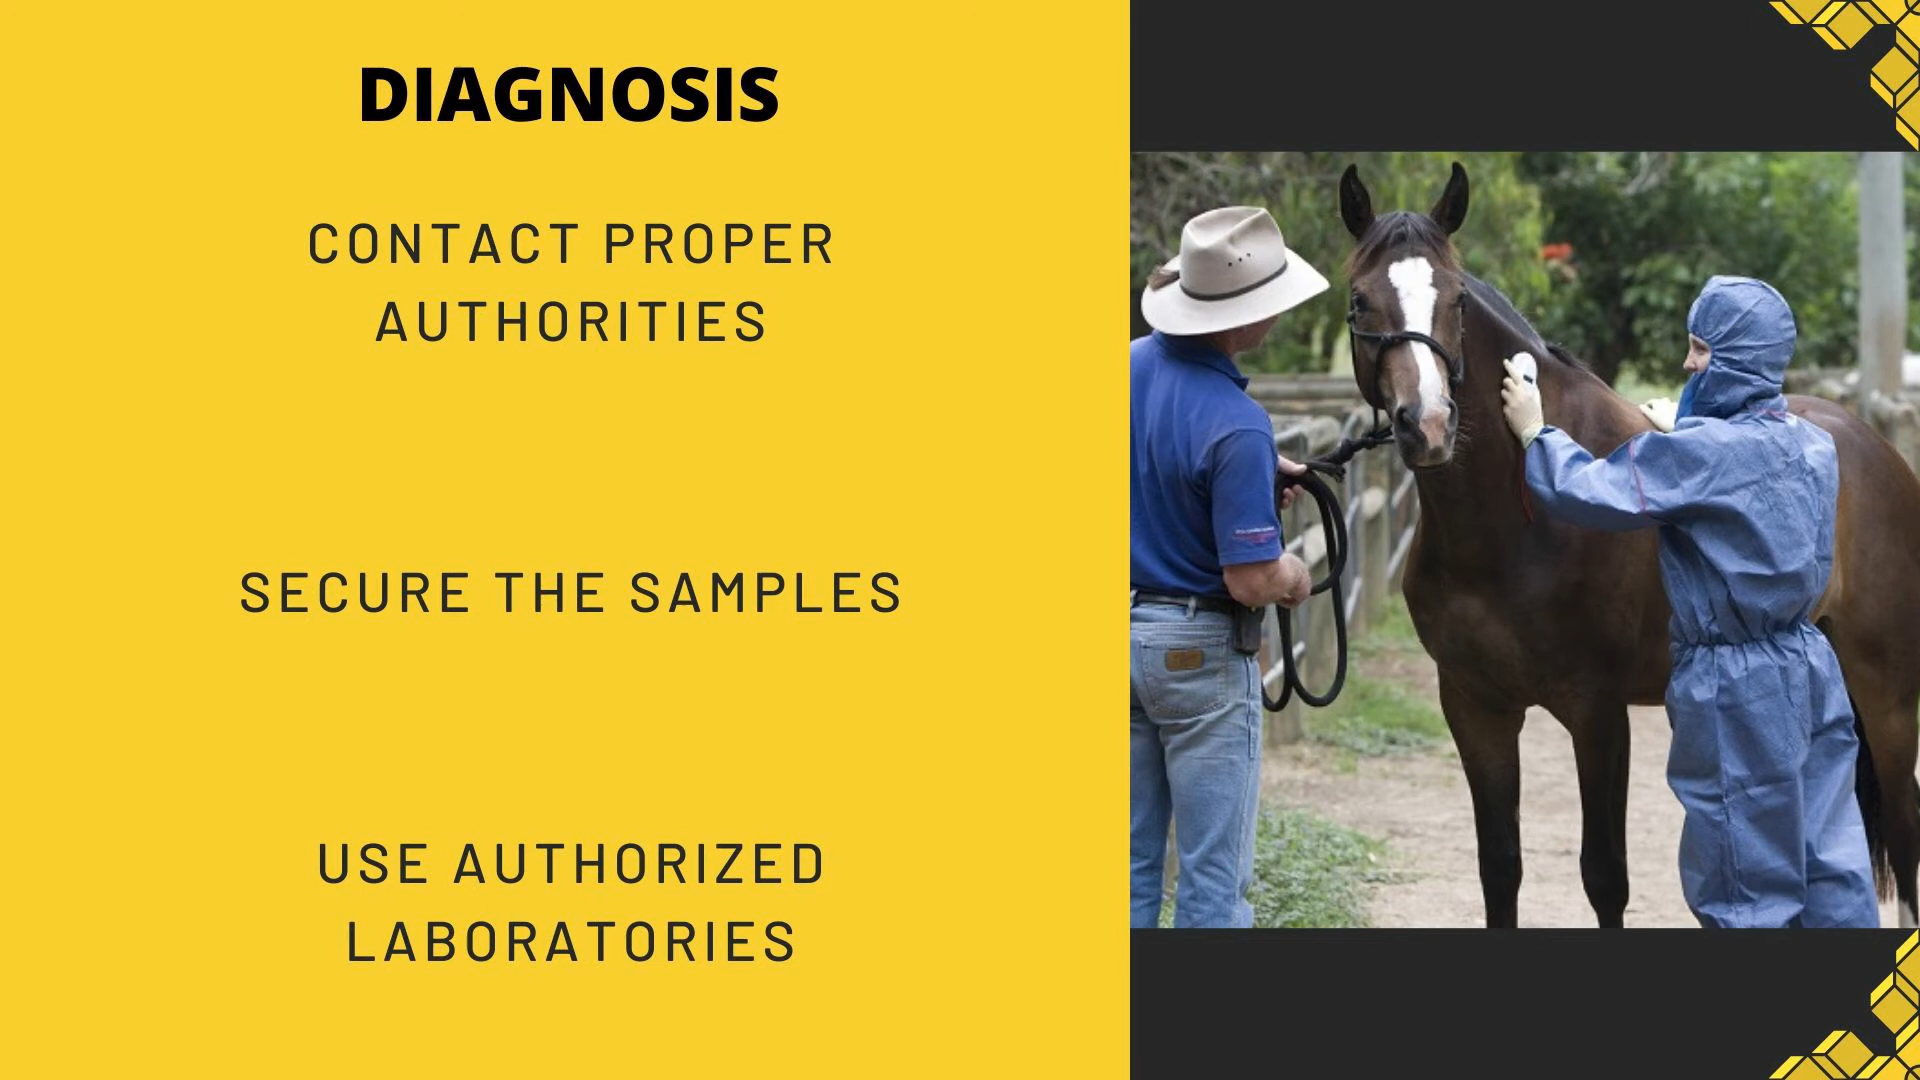 DIAGNOSIS
CONTACT PROPER
AUTHORITIES
SECURE THE SAMPLES
USE AUTHORIZED
LABORATORIES